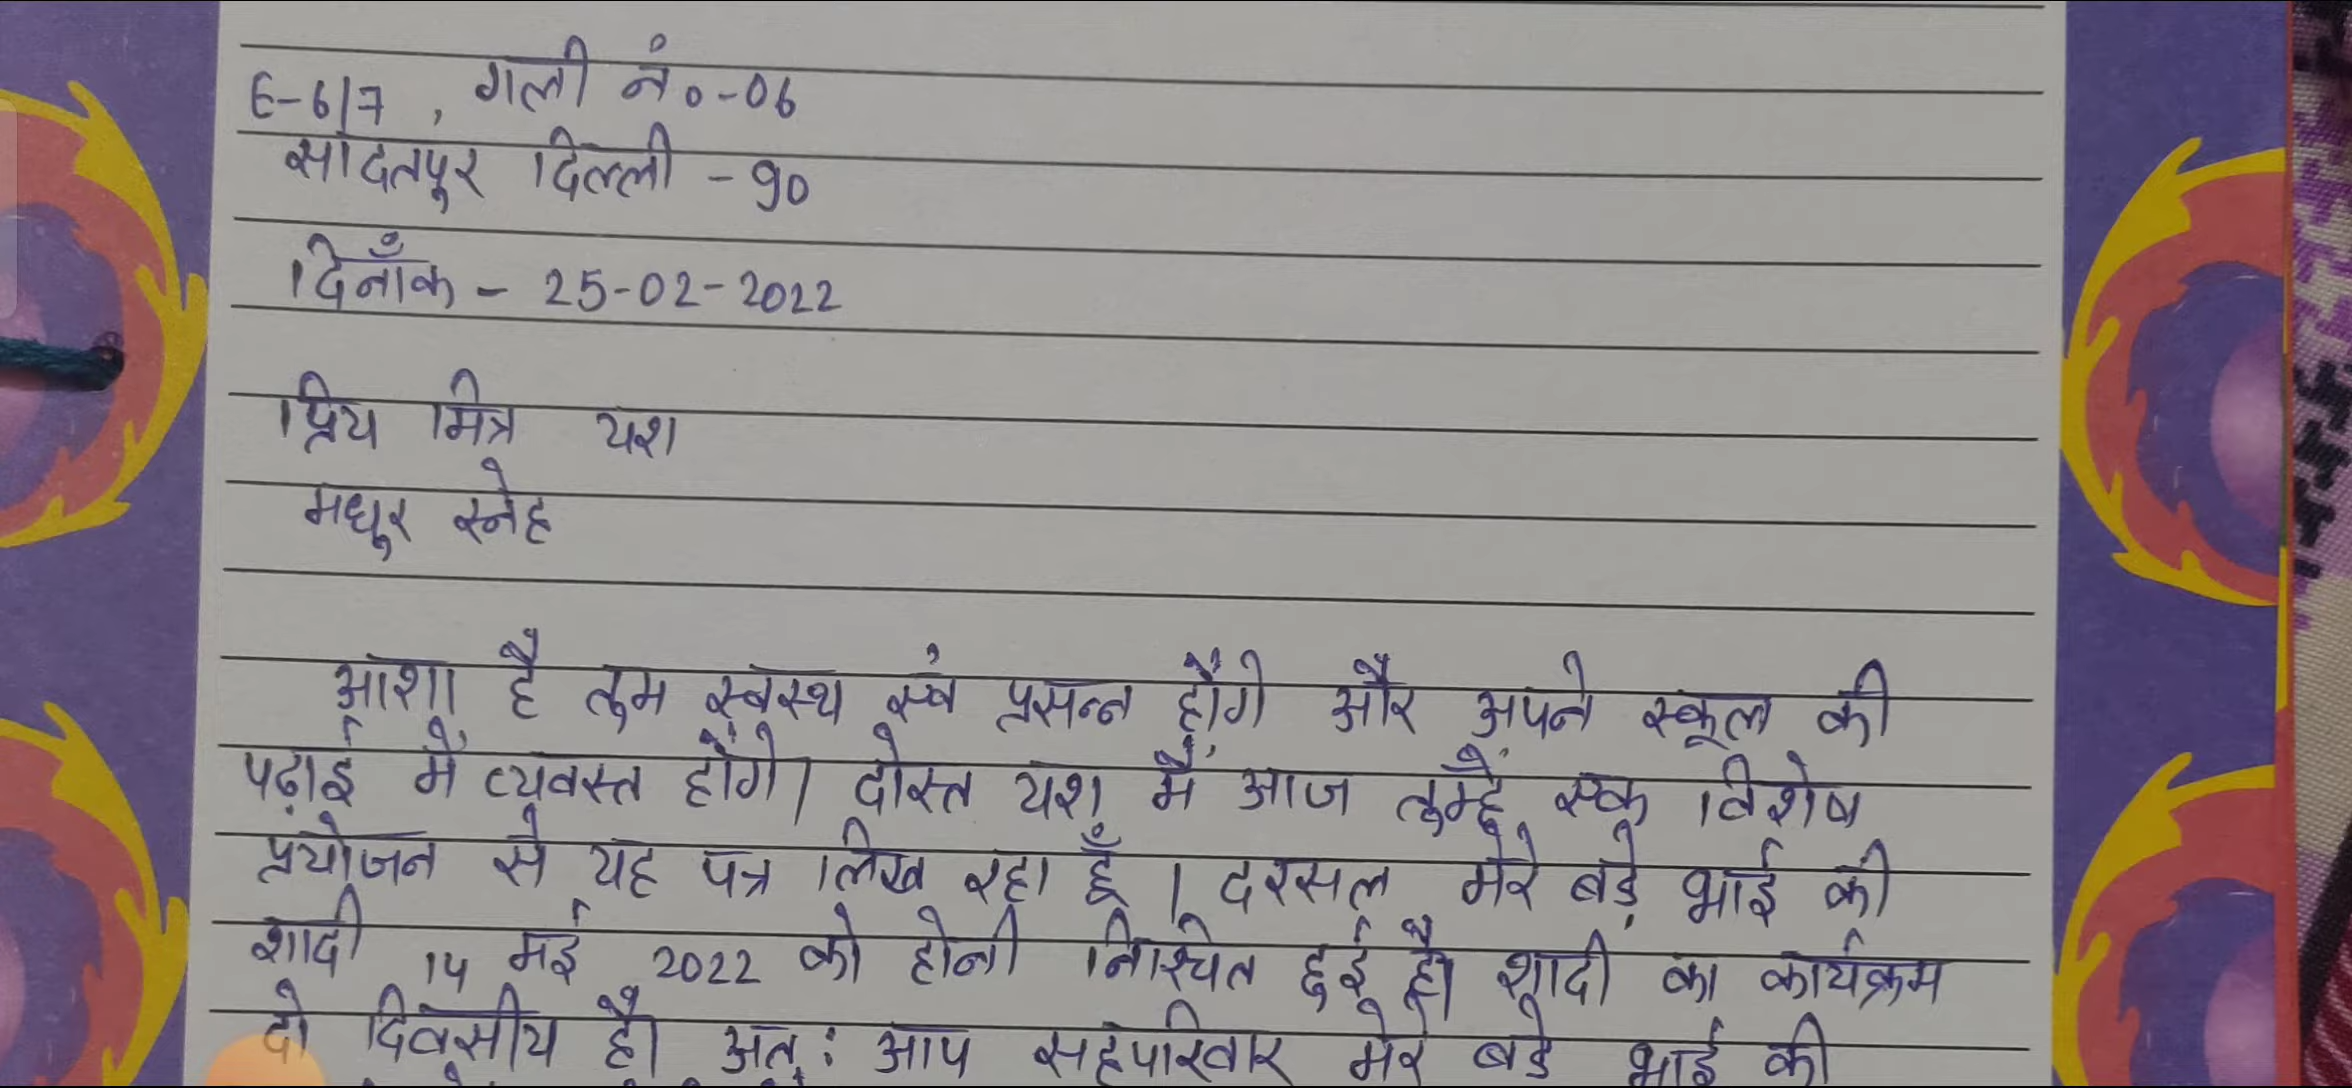 E-6/7 , गली नं०-06
सादतपुर दिल्ली -90
दिनाँक - 25-02-2022
प्रिय मित्र यश
मधुर स्नेह
आशा है तुम स्वस्थ एवं प्रसन्न होंगे और अपने स्कूल की
पढ़ाई में व्यवस्त होंगे। दोस्त यश मैं आज तुम्हें एक विशेष
प्रयोजन से यह पत्र लिख रहा हूँ। दरसल मेरे बड़े भाई की
शादी 14 मई 2022 को होनी निश्चित हुई है। शादी का कार्यक्रम
दो दिवसीय है। अतः आप सहपरिवार मेरे बड़े भाई की